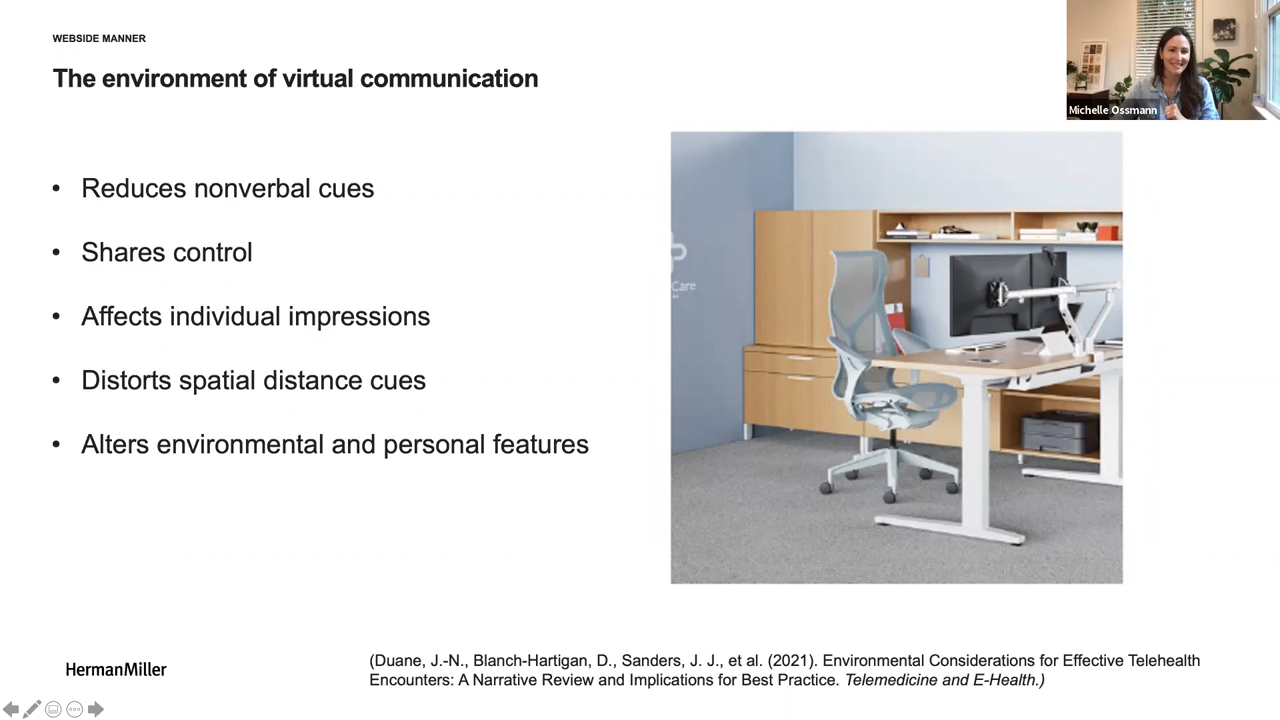 WEBSIDE MANNER
The environment of virtual communication
Michelle Ossmann
• Reduces nonverbal cues
• Shares control
• Affects individual impressions
• Distorts spatial distance cues
• Alters environmental and personal features
Care
HermanMiller
(Duane, J.-N., Blanch-Hartigan, D., Sanders, J. J., et al. (2021). Environmental Considerations for Effective Telehealth
Encounters: A Narrative Review and Implications for Best Practice. Telemedicine and E-Health.)